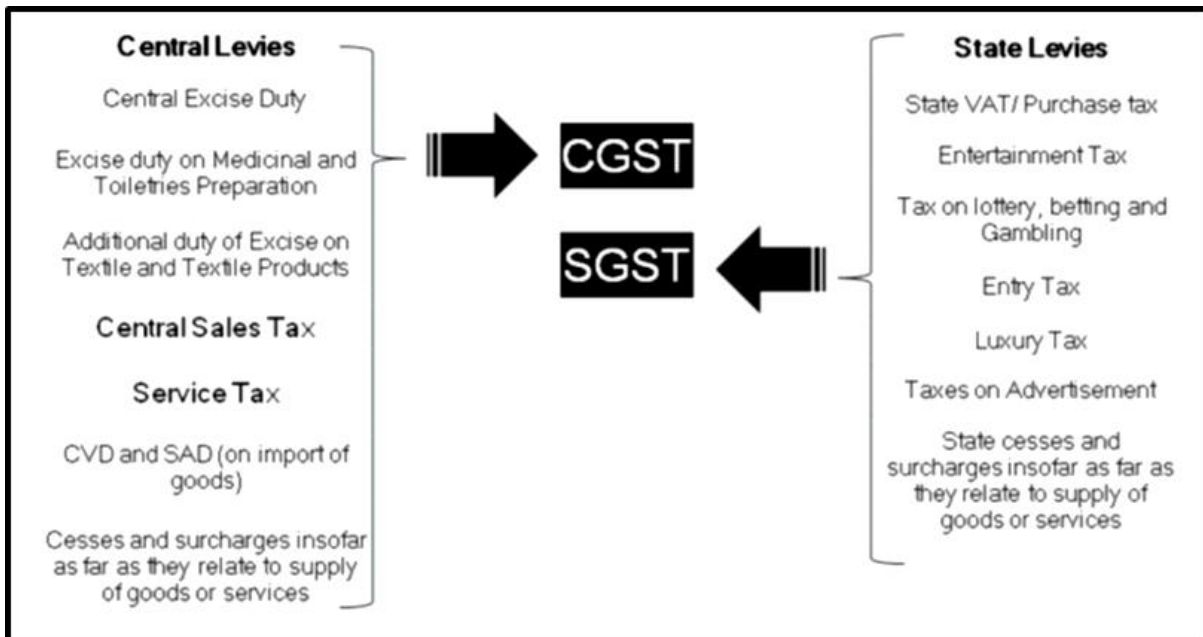 Central Levies
Central Excise Duty
Excise duty on Medicinal and
Toiletries Preparation
Additional duty of Excise on
Textile and Textile Products
Central Sales Tax
Service Tax
CVD and SAD (on import of
goods)
Cesses and surcharges insofar
as far as they relate to supply
of goods or services
CGST
SGST
State Levies
State VAT/ Purchase tax
Entertainment Tax
Tax on lottery, betting and
Gambling
Entry Tax
Luxury Tax
Taxes on Advertisement
State cesses and
surcharges insofar as far as
they relate to supply of
goods or services